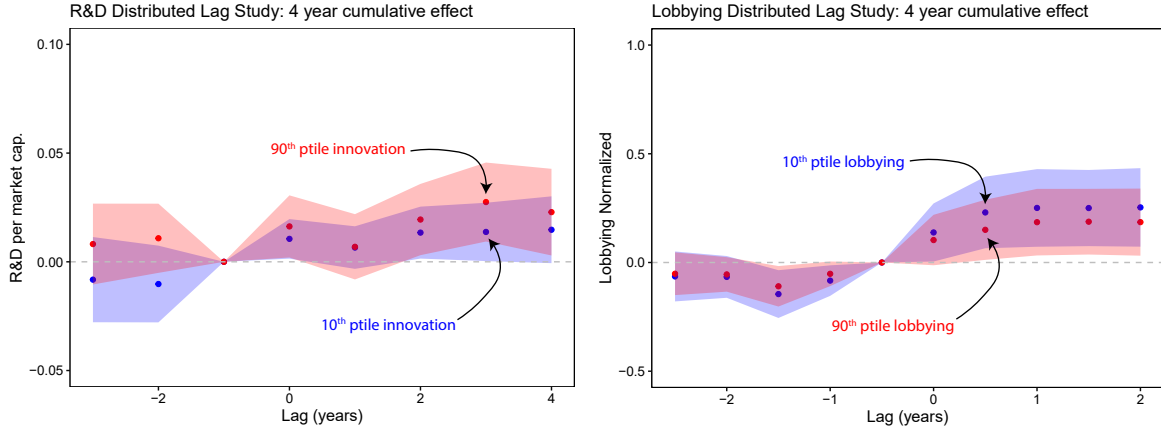 R&D Distributed Lag Study: 4 year cumulative effect
R&D per market cap.
0.10
0.05
0.00
−0.05
90th ptile innovation
10th ptile innovation
−2
0
2
4
Lag (years)
Lobbying Distributed Lag Study: 4 year cumulative effect
Lobbying Normalized
1.0
0.5
0.0
−0.5
10th ptile lobbying
90th ptile lobbying
−2
−1
0
1
2
Lag (years)